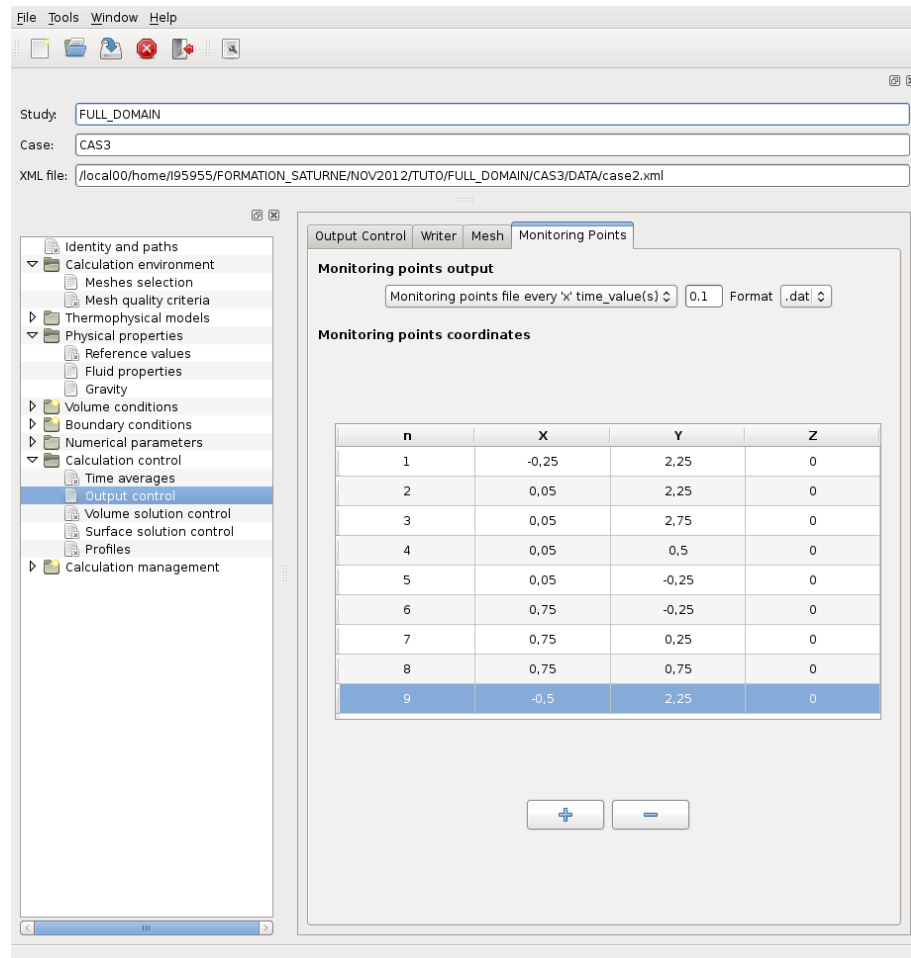 File Tools Window Help
Study: FULL_DOMAIN
Case: CAS3
XML file: /local00/home/I95955/FORMATION_SATURNE/NOV2012/TUTO/FULL_DOMAIN/CAS3/DATA/case2.xml
Identity and paths
Calculation environment
Meshes selection
Mesh quality criteria
Thermophysical models
Physical properties
Reference values
Fluid properties
Gravity
Volume conditions
Boundary conditions
Numerical parameters
Calculation control
Time averages
Output control
Volume solution control
Surface solution control
Profiles
Calculation management
Output Control Writer Mesh Monitoring Points
Monitoring points output
Monitoring points file every 'x' time_value(s) 0.1 Format .dat
Monitoring points coordinates
n X Y Z
1 -0,25 2,25 0
2 0,05 2,25 0
3 0,05 2,75 0
4 0,05 0,5 0
5 0,05 -0,25 0
6 0,75 -0,25 0
7 0,75 0,25 0
8 0,75 0,75 0
9 -0,5 2,25 0